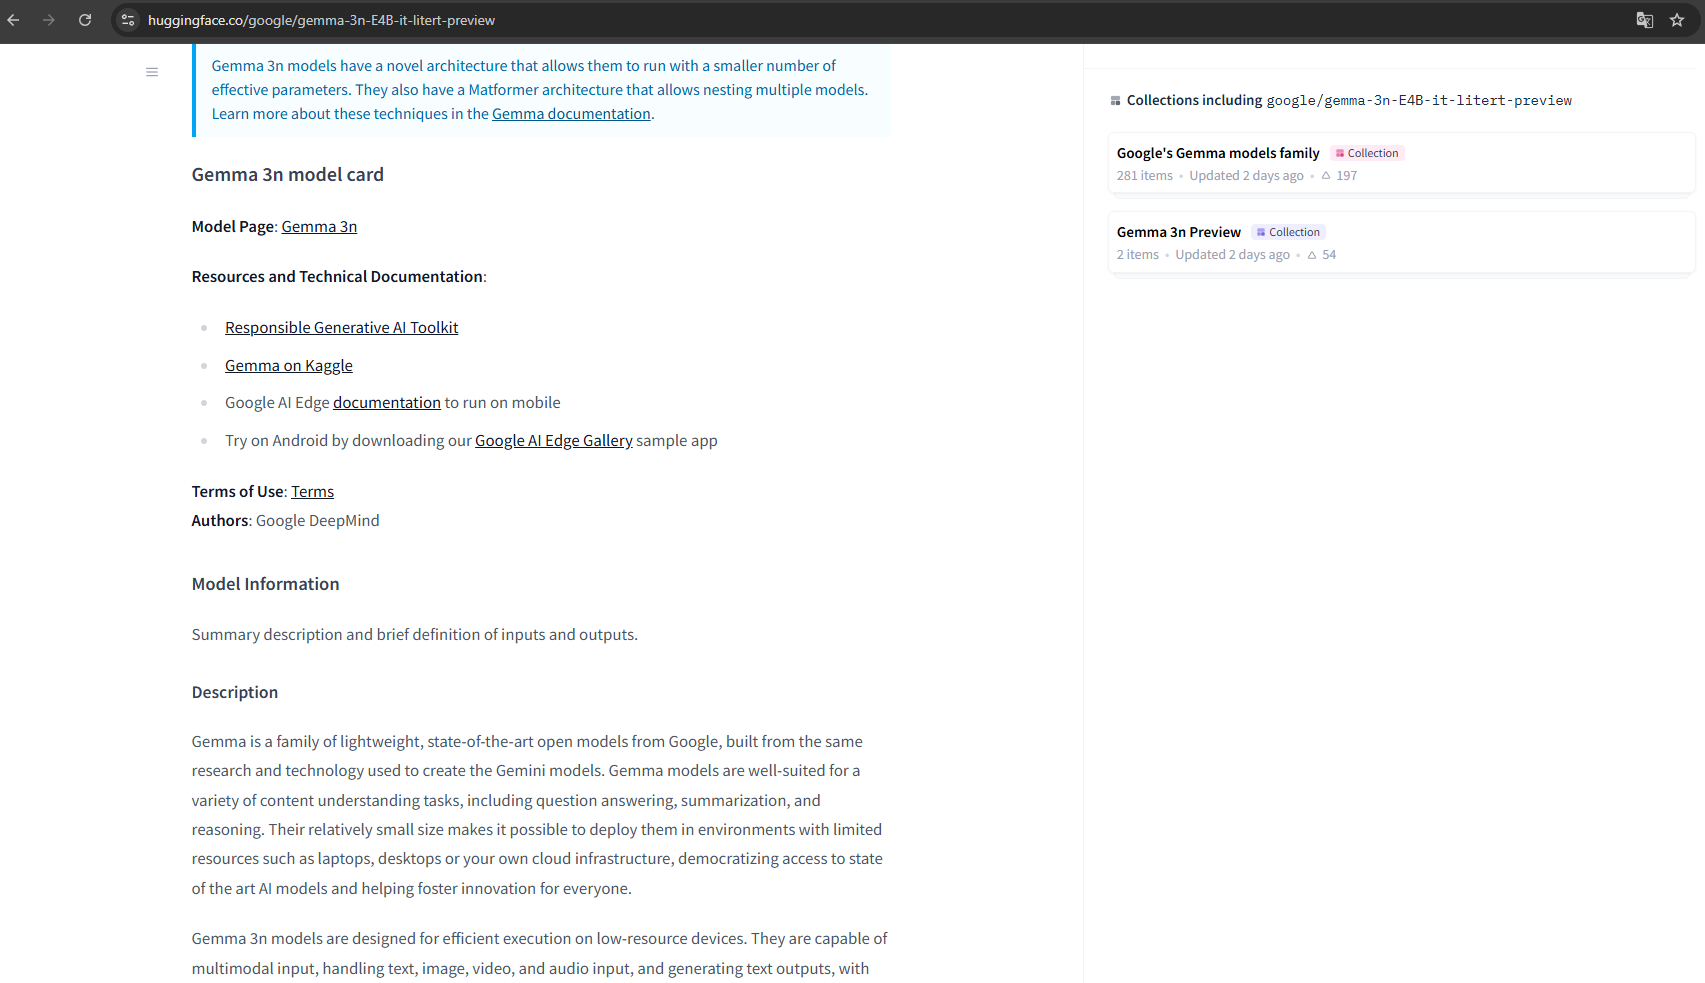 huggingface.co/google/gemma-3n-E4B-it-litert-preview
Gemma 3n models have a novel architecture that allows them to run with a smaller number of
effective parameters. They also have a Matformer architecture that allows nesting multiple models.
Learn more about these techniques in the Gemma documentation.
Gemma 3n model card
Model Page: Gemma 3n
Resources and Technical Documentation:
Responsible Generative AI Toolkit
Gemma on Kaggle
Google AI Edge documentation to run on mobile
Try on Android by downloading our Google AI Edge Gallery sample app
Terms of Use: Terms
Authors: Google DeepMind
Model Information
Summary description and brief definition of inputs and outputs.
Description
Gemma is a family of lightweight, state-of-the-art open models from Google, built from the same
research and technology used to create the Gemini models. Gemma models are well-suited for a
variety of content understanding tasks, including question answering, summarization, and
reasoning. Their relatively small size makes it possible to deploy them in environments with limited
resources such as laptops, desktops or your own cloud infrastructure, democratizing access to state
of the art AI models and helping foster innovation for everyone.
Gemma 3n models are designed for efficient execution on low-resource devices. They are capable of
multimodal input, handling text, image, video, and audio input, and generating text outputs, with
Collections including google/gemma-3n-E4B-it-litert-preview
Google's Gemma models family Collection
281 items • Updated 2 days ago • 197
Gemma 3n Preview Collection
2 items • Updated 2 days ago • 54